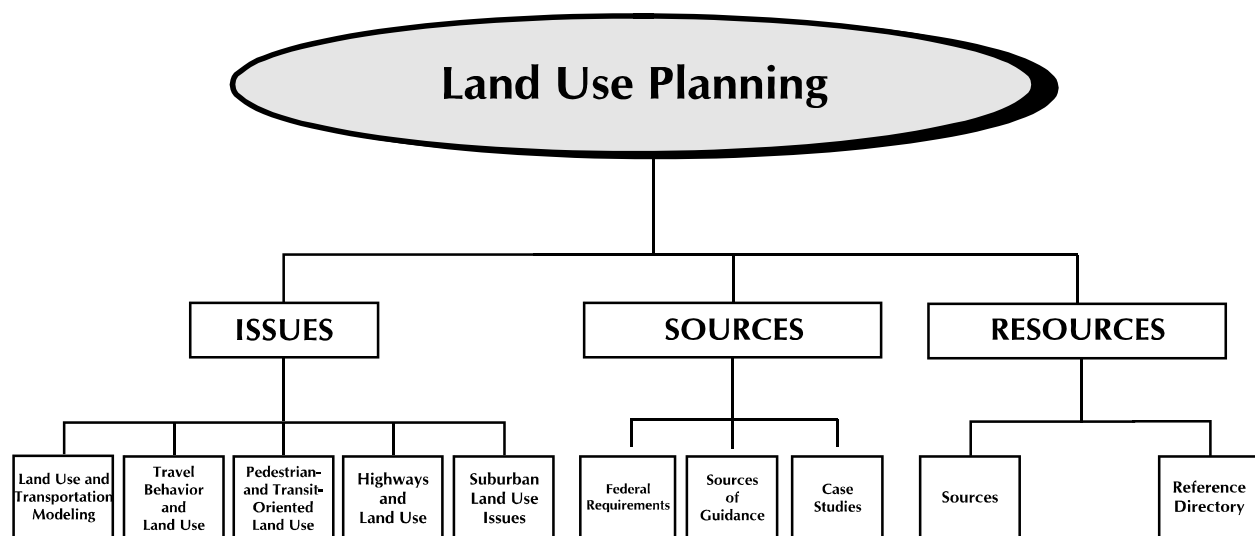 Land Use Planning
ISSUES
SOURCES
RESOURCES
Land Use and
Transportation
Modeling
Travel
Behavior
and
Land Use
Pedestrian-
and Transit-
Oriented
Land Use
Highways
and
Land Use
Suburban
Land Use
Issues
Federal
Requirements
Sources
of
Guidance
Case
Studies
Sources
Reference
Directory